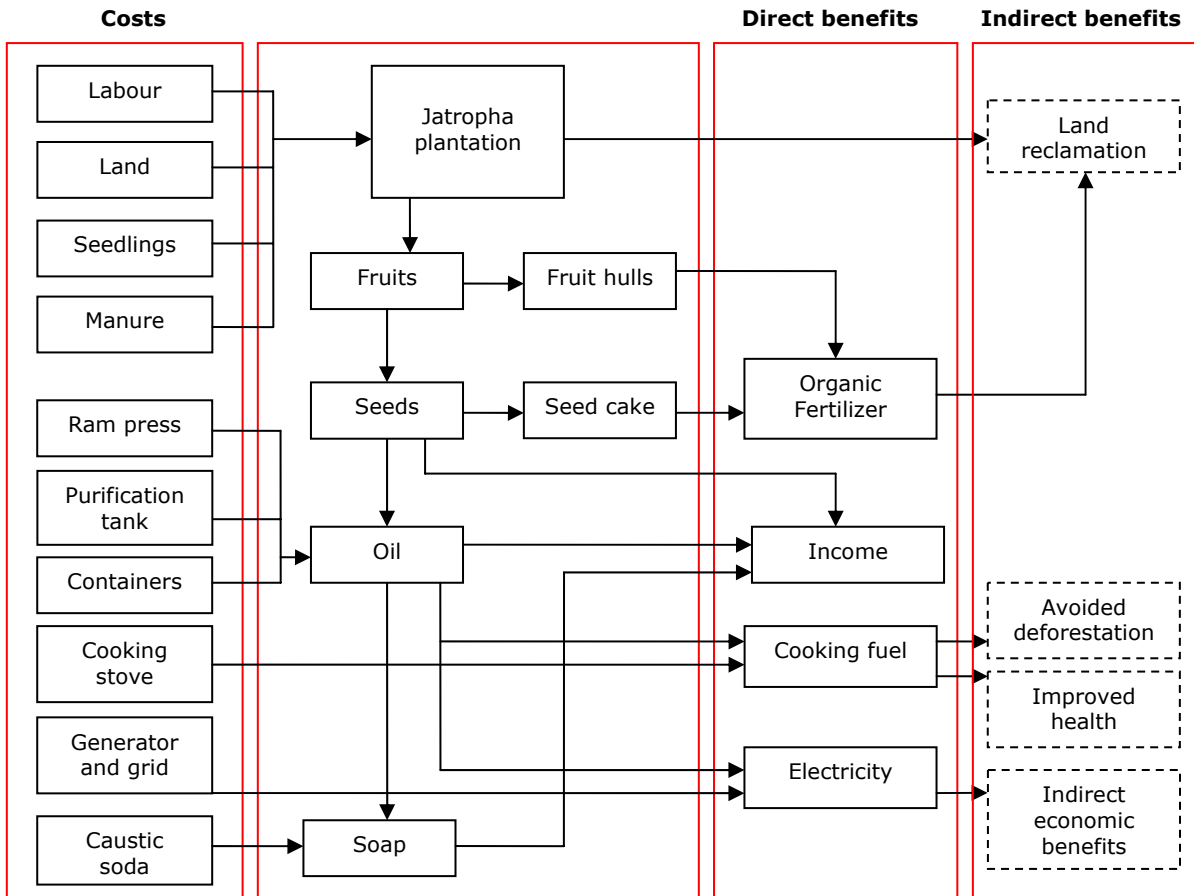 Costs
Direct benefits
Indirect benefits
Labour
Land
Seedlings
Manure
Ram press
Purification
tank
Containers
Cooking
stove
Generator
and grid
Caustic
soda
Jatropha
plantation
Fruits
Fruit hulls
Seeds
Seed cake
Oil
Soap
Organic
Fertilizer
Income
Cooking fuel
Electricity
Land
reclamation
Avoided
deforestation
Improved
health
Indirect
economic
benefits